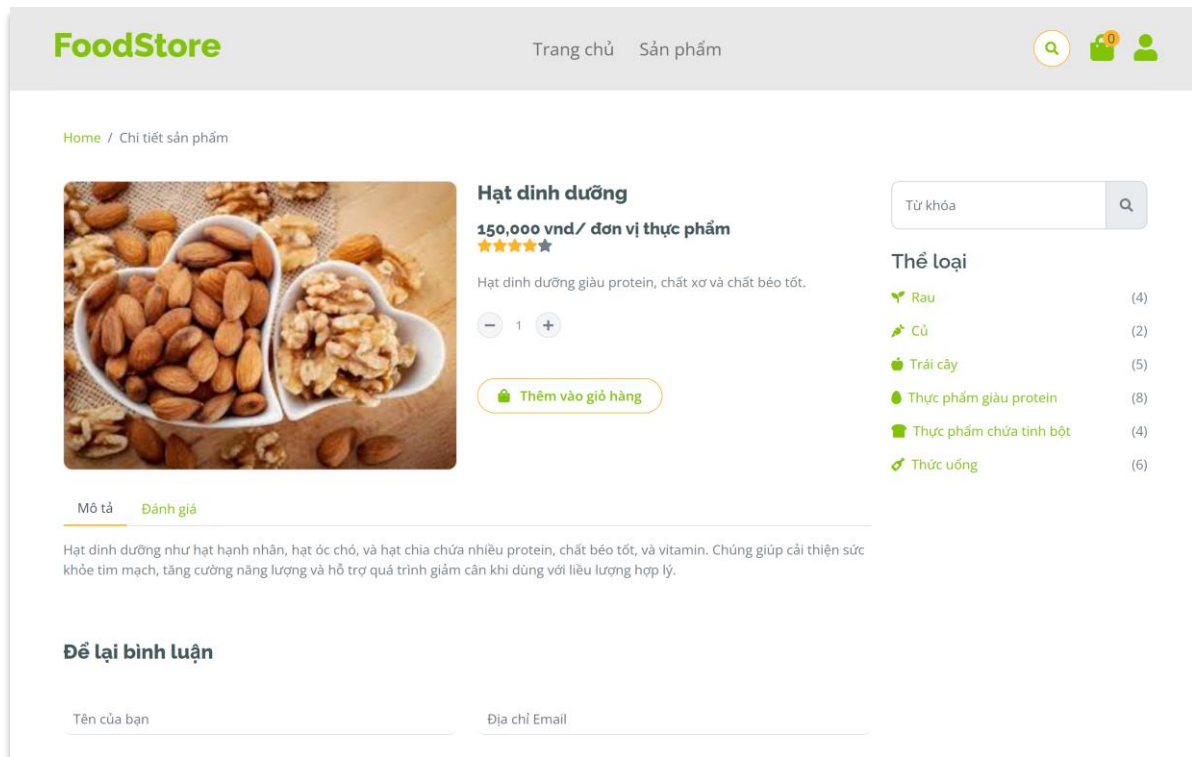 FoodStore
Trang chủ Sản phẩm
0
Home / Chi tiết sản phẩm
Hạt dinh dưỡng
150,000 vnd/ đơn vị thực phẩm
Hạt dinh dưỡng giàu protein, chất xơ và chất béo tốt.
1
Thêm vào giỏ hàng
Từ khóa
Thể loại
Rau (4)
Củ (2)
Trái cây (5)
Thực phẩm giàu protein (8)
Thực phẩm chứa tinh bột (4)
Thức uống (6)
Mô tả Đánh giá
Hạt dinh dưỡng như hạt hạnh nhân, hạt óc chó, và hạt chia chứa nhiều protein, chất béo tốt, và vitamin. Chúng giúp cải thiện sức
khỏe tim mạch, tăng cường năng lượng và hỗ trợ quá trình giảm cân khi dùng với liều lượng hợp lý.
Để lại bình luận
Tên của bạn Địa chỉ Email